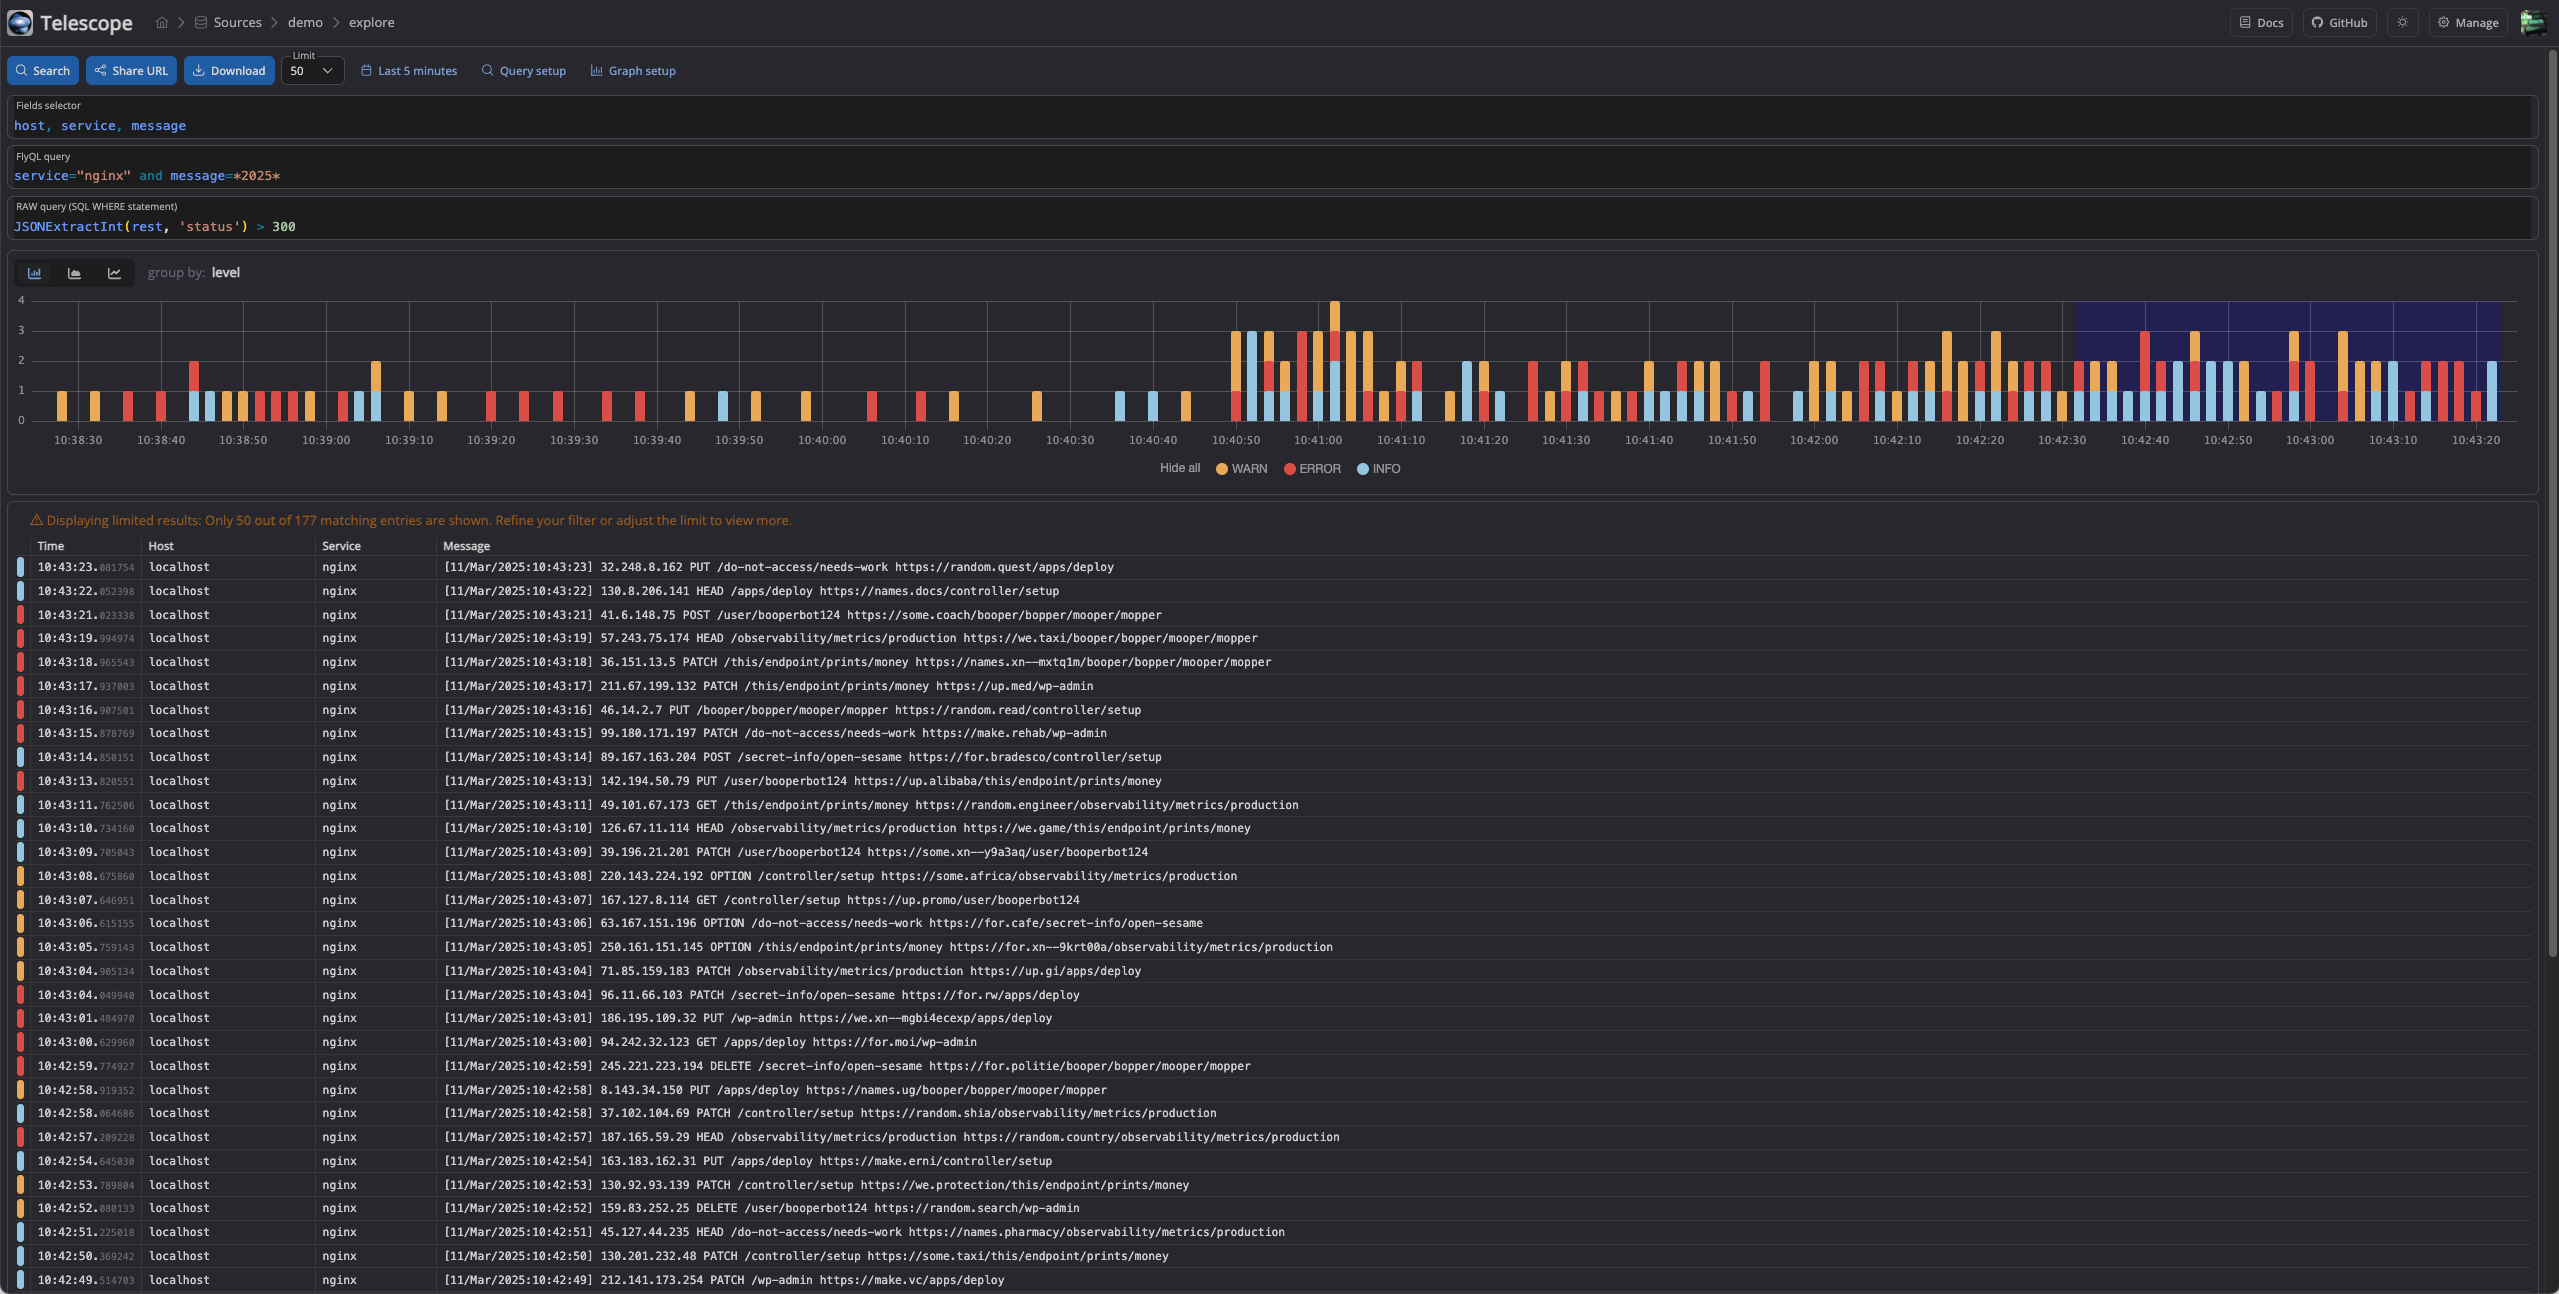 Telescope Sources demo explore Docs GitHub Manage
Search Share URL Download Limit 50 Last 5 minutes Query setup Graph setup
Fields selector
host, service, message
FlyQL query
service="nginx" and message=*2025*
RAW query (SQL WHERE statement)
JSONExtractInt(rest, 'status') > 300
group by: level
4
3
2
1
0
10:38:30 10:38:40 10:38:50 10:39:00 10:39:10 10:39:20 10:39:30 10:39:40 10:39:50 10:40:00 10:40:10 10:40:20 10:40:30 10:40:40 10:40:50 10:41:00 10:41:10 10:41:20 10:41:30 10:41:40 10:41:50 10:42:00 10:42:10 10:42:20 10:42:30 10:42:40 10:42:50 10:43:00 10:43:10 10:43:20
Hide all WARN ERROR INFO
Displaying limited results: Only 50 out of 177 matching entries are shown. Refine your filter or adjust the limit to view more.
Time Host Service Message
10:43:23.081754 localhost nginx [11/Mar/2025:10:43:23] 32.248.8.162 PUT /do-not-access/needs-work https://random.quest/apps/deploy
10:43:22.052398 localhost nginx [11/Mar/2025:10:43:22] 130.8.206.141 HEAD /apps/deploy https://names.docs/controller/setup
10:43:21.023338 localhost nginx [11/Mar/2025:10:43:21] 41.6.148.75 POST /user/booperbot124 https://some.coach/booper/bopper/mooper/mopper
10:43:19.994974 localhost nginx [11/Mar/2025:10:43:19] 57.243.75.174 HEAD /observability/metrics/production https://we.taxi/booper/bopper/mooper/mopper
10:43:18.965543 localhost nginx [11/Mar/2025:10:43:18] 36.151.13.5 PATCH /this/endpoint/prints/money https://names.xn--mxtq1m/booper/bopper/mooper/mopper
10:43:17.937003 localhost nginx [11/Mar/2025:10:43:17] 211.67.199.132 PATCH /this/endpoint/prints/money https://up.med/wp-admin
10:43:16.907501 localhost nginx [11/Mar/2025:10:43:16] 46.14.2.7 PUT /booper/bopper/mooper/mopper https://random.read/controller/setup
10:43:15.878769 localhost nginx [11/Mar/2025:10:43:15] 99.180.171.197 PATCH /do-not-access/needs-work https://make.rehab/wp-admin
10:43:14.850151 localhost nginx [11/Mar/2025:10:43:14] 89.167.163.204 POST /secret-info/open-sesame https://for.bradesco/controller/setup
10:43:13.820551 localhost nginx [11/Mar/2025:10:43:13] 142.194.50.79 PUT /user/booperbot124 https://up.alibaba/this/endpoint/prints/money
10:43:11.762506 localhost nginx [11/Mar/2025:10:43:11] 49.101.67.173 GET /this/endpoint/prints/money https://random.engineer/observability/metrics/production
10:43:10.734160 localhost nginx [11/Mar/2025:10:43:10] 126.67.11.114 HEAD /observability/metrics/production https://we.game/this/endpoint/prints/money
10:43:09.705043 localhost nginx [11/Mar/2025:10:43:09] 39.196.21.201 PATCH /user/booperbot124 https://some.xn--y9a3aq/user/booperbot124
10:43:08.675860 localhost nginx [11/Mar/2025:10:43:08] 220.143.224.192 OPTION /controller/setup https://some.africa/observability/metrics/production
10:43:07.646951 localhost nginx [11/Mar/2025:10:43:07] 167.127.8.114 GET /controller/setup https://up.promo/user/booperbot124
10:43:06.615155 localhost nginx [11/Mar/2025:10:43:06] 63.167.151.196 OPTION /do-not-access/needs-work https://for.cafe/secret-info/open-sesame
10:43:05.759143 localhost nginx [11/Mar/2025:10:43:05] 250.161.151.145 OPTION /this/endpoint/prints/money https://for.xn--9krt00a/observability/metrics/production
10:43:04.905134 localhost nginx [11/Mar/2025:10:43:04] 71.85.159.183 PATCH /observability/metrics/production https://up.gi/apps/deploy
10:43:04.049940 localhost nginx [11/Mar/2025:10:43:04] 96.11.66.103 PATCH /secret-info/open-sesame https://for.rw/apps/deploy
10:43:01.484970 localhost nginx [11/Mar/2025:10:43:01] 186.195.109.32 PUT /wp-admin https://we.xn--mgbi4ecexp/apps/deploy
10:43:00.629960 localhost nginx [11/Mar/2025:10:43:00] 94.242.32.123 GET /apps/deploy https://for.moi/wp-admin
10:42:59.774927 localhost nginx [11/Mar/2025:10:42:59] 245.221.223.194 DELETE /secret-info/open-sesame https://for.politie/booper/bopper/mooper/mopper
10:42:58.919352 localhost nginx [11/Mar/2025:10:42:58] 8.143.34.150 PUT /apps/deploy https://names.ug/booper/bopper/mooper/mopper
10:42:58.064686 localhost nginx [11/Mar/2025:10:42:58] 37.102.104.69 PATCH /controller/setup https://random.shia/observability/metrics/production
10:42:57.209228 localhost nginx [11/Mar/2025:10:42:57] 187.165.59.29 HEAD /observability/metrics/production https://random.country/observability/metrics/production
10:42:54.645030 localhost nginx [11/Mar/2025:10:42:54] 163.183.162.31 PUT /apps/deploy https://make.erni/controller/setup
10:42:53.789804 localhost nginx [11/Mar/2025:10:42:53] 130.92.93.139 PATCH /controller/setup https://we.protection/this/endpoint/prints/money
10:42:52.080133 localhost nginx [11/Mar/2025:10:42:52] 159.83.252.25 DELETE /user/booperbot124 https://random.search/wp-admin
10:42:51.225018 localhost nginx [11/Mar/2025:10:42:51] 45.127.44.235 HEAD /do-not-access/needs-work https://names.pharmacy/observability/metrics/production
10:42:50.369242 localhost nginx [11/Mar/2025:10:42:50] 130.201.232.48 PATCH /controller/setup https://some.taxi/this/endpoint/prints/money
10:42:49.514703 localhost nginx [11/Mar/2025:10:42:49] 212.141.173.254 PATCH /wp-admin https://make.vc/apps/deploy